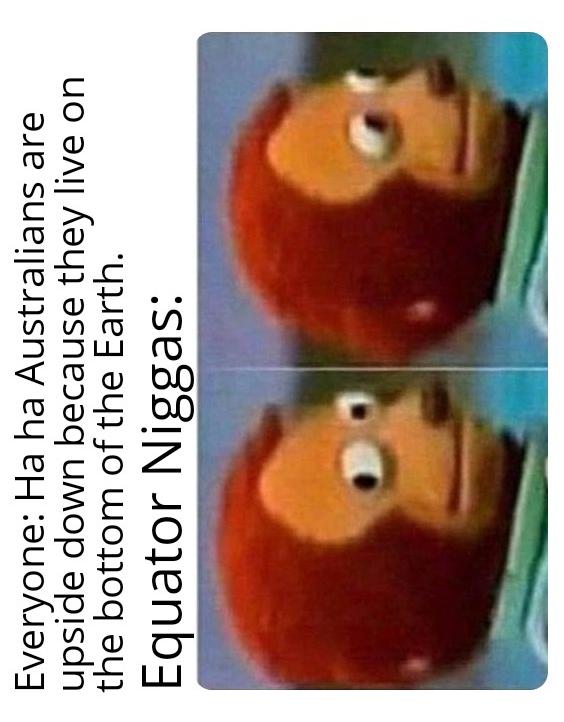 Everyone: Ha ha Australians are
upside down because they live on
the bottom of the Earth.
Equator Niggas: